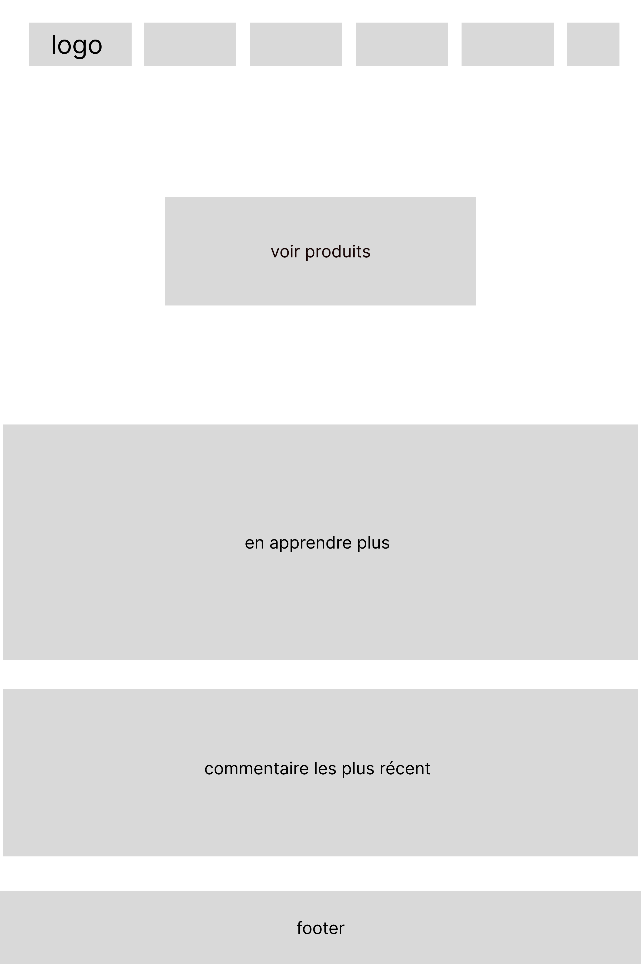 logo
voir produits
en apprendre plus
commentaire les plus récent
footer